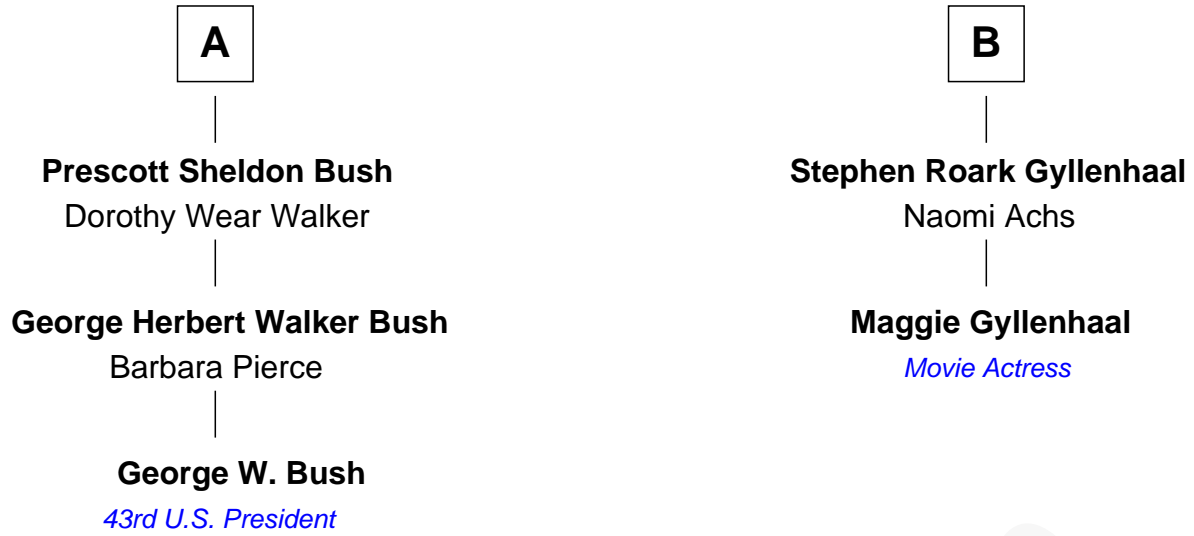 A
Prescott Sheldon Bush
Dorothy Wear Walker
George Herbert Walker Bush
Barbara Pierce
George W. Bush
43rd U.S. President
B
Stephen Roark Gyllenhaal
Naomi Achs
Maggie Gyllenhaal
Movie Actress